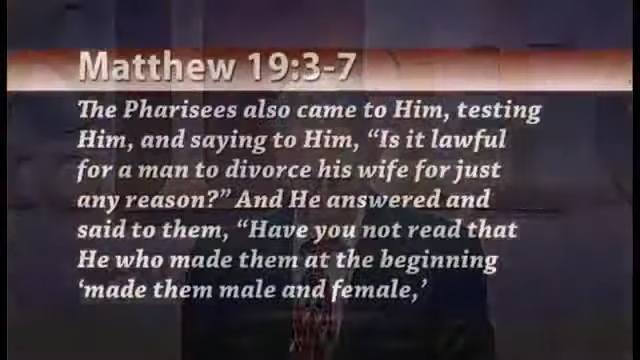 Matthew 19:3-7
The Pharisees also came to Him, testing
Him, and saying to Him, “Is it lawful
for a man to divorce his wife for just
any reason?” And He answered and
said to them, “Have you not read that
He who made them at the beginning
‘made them male and female,’